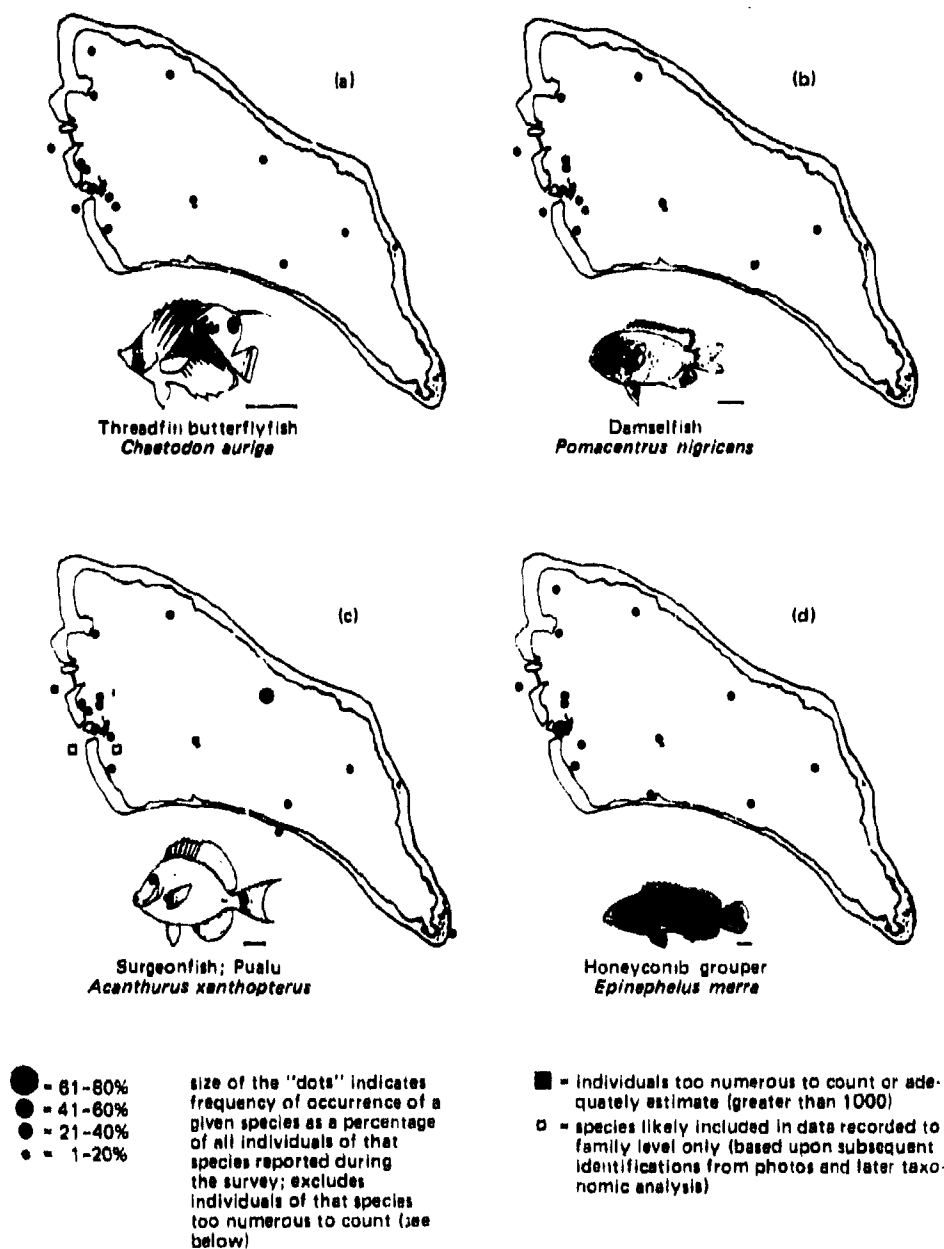 (a)
(b)
Threadfin butterflyfish
Chaetodon auriga
Damselfish
Pomacentrus nigricans
(c)
(d)
Surgeonfish; Pualu
Acanthurus xanthopterus
Honeycomb grouper
Epinephelus merra
= 61-80%
= 41-60%
= 21-40%
= 1-20%
size of the "dots" indicates
frequency of occurrence of a
given species as a percentage
of all individuals of that
species reported during
the survey; excludes
individuals of that species
too numerous to count (see
below)
= individuals too numerous to count or ade-
quately estimate (greater than 1000)
= species likely included in data recorded to
family level only (based upon subsequent
identifications from photos and later taxo-
nomic analysis)